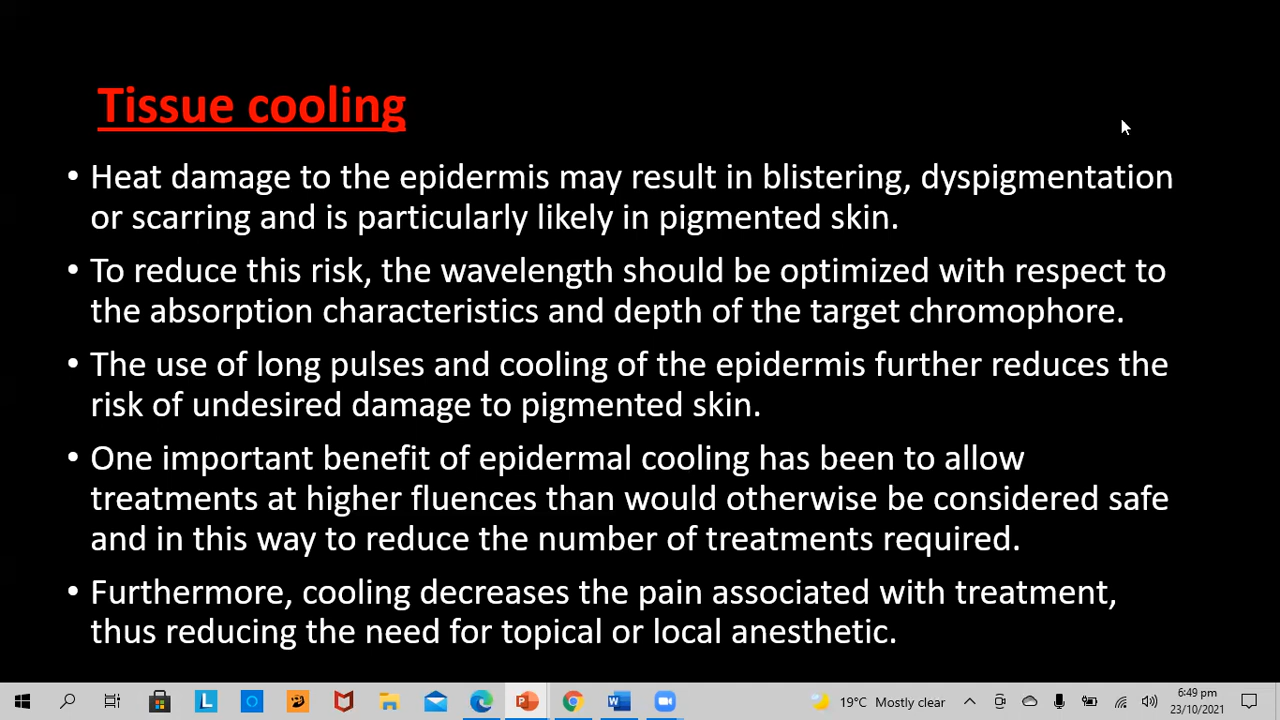 Tissue cooling
• Heat damage to the epidermis may result in blistering, dyspigmentation
or scarring and is particularly likely in pigmented skin.
• To reduce this risk, the wavelength should be optimized with respect to
the absorption characteristics and depth of the target chromophore.
• The use of long pulses and cooling of the epidermis further reduces the
risk of undesired damage to pigmented skin.
• One important benefit of epidermal cooling has been to allow
treatments at higher fluences than would otherwise be considered safe
and in this way to reduce the number of treatments required.
• Furthermore, cooling decreases the pain associated with treatment,
thus reducing the need for topical or local anesthetic.
19°C Mostly clear
6:49 pm
23/10/2021